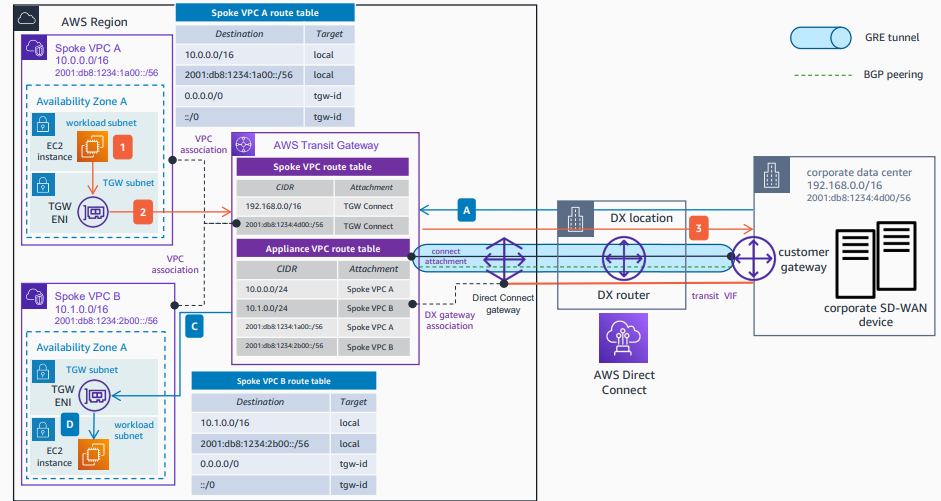 AWS Region
Spoke VPC A route table
Destination Target
10.0.0.0/16 local
2001:db8:1234:1a00::/56 local
0.0.0.0/0 tgw-id
::/0 tgw-id
Spoke VPC A
10.0.0.0/16
2001:db8:1234:1a00::/56
Availability Zone A
workload subnet
EC2
instance
1
TGW subnet
TGW
ENI
2
VPC
association
VPC
association
AWS Transit Gateway
Spoke VPC route table
CIDR Attachment
192.168.0.0/16 TGW Connect
2001:db8:1234:4d00::/56 TGW Connect
Appliance VPC route table
CIDR Attachment
10.0.0.0/24 Spoke VPC A
10.1.0.0/24 Spoke VPC B
2001:db8:1234:1a00::/56 Spoke VPC A
2001:db8:1234:2b00::/56 Spoke VPC B
GRE tunnel
BGP peering
A
DX location
3
connect
attachment
Direct Connect
gateway
DX gateway
association
DX router
transit VIF
AWS Direct
Connect
corporate data center
192.168.0.0/16
2001:db8:1234:4d00::/56
customer
gateway
corporate SD-WAN
device
Spoke VPC B
10.1.0.0/16
2001:db8:1234:2b00::/56
C
Availability Zone A
TGW subnet
TGW
ENI
D
workload
subnet
EC2
instance
Spoke VPC B route table
Destination Target
10.1.0.0/16 local
2001:db8:1234:2b00::/56 local
0.0.0.0/0 tgw-id
::/0 tgw-id